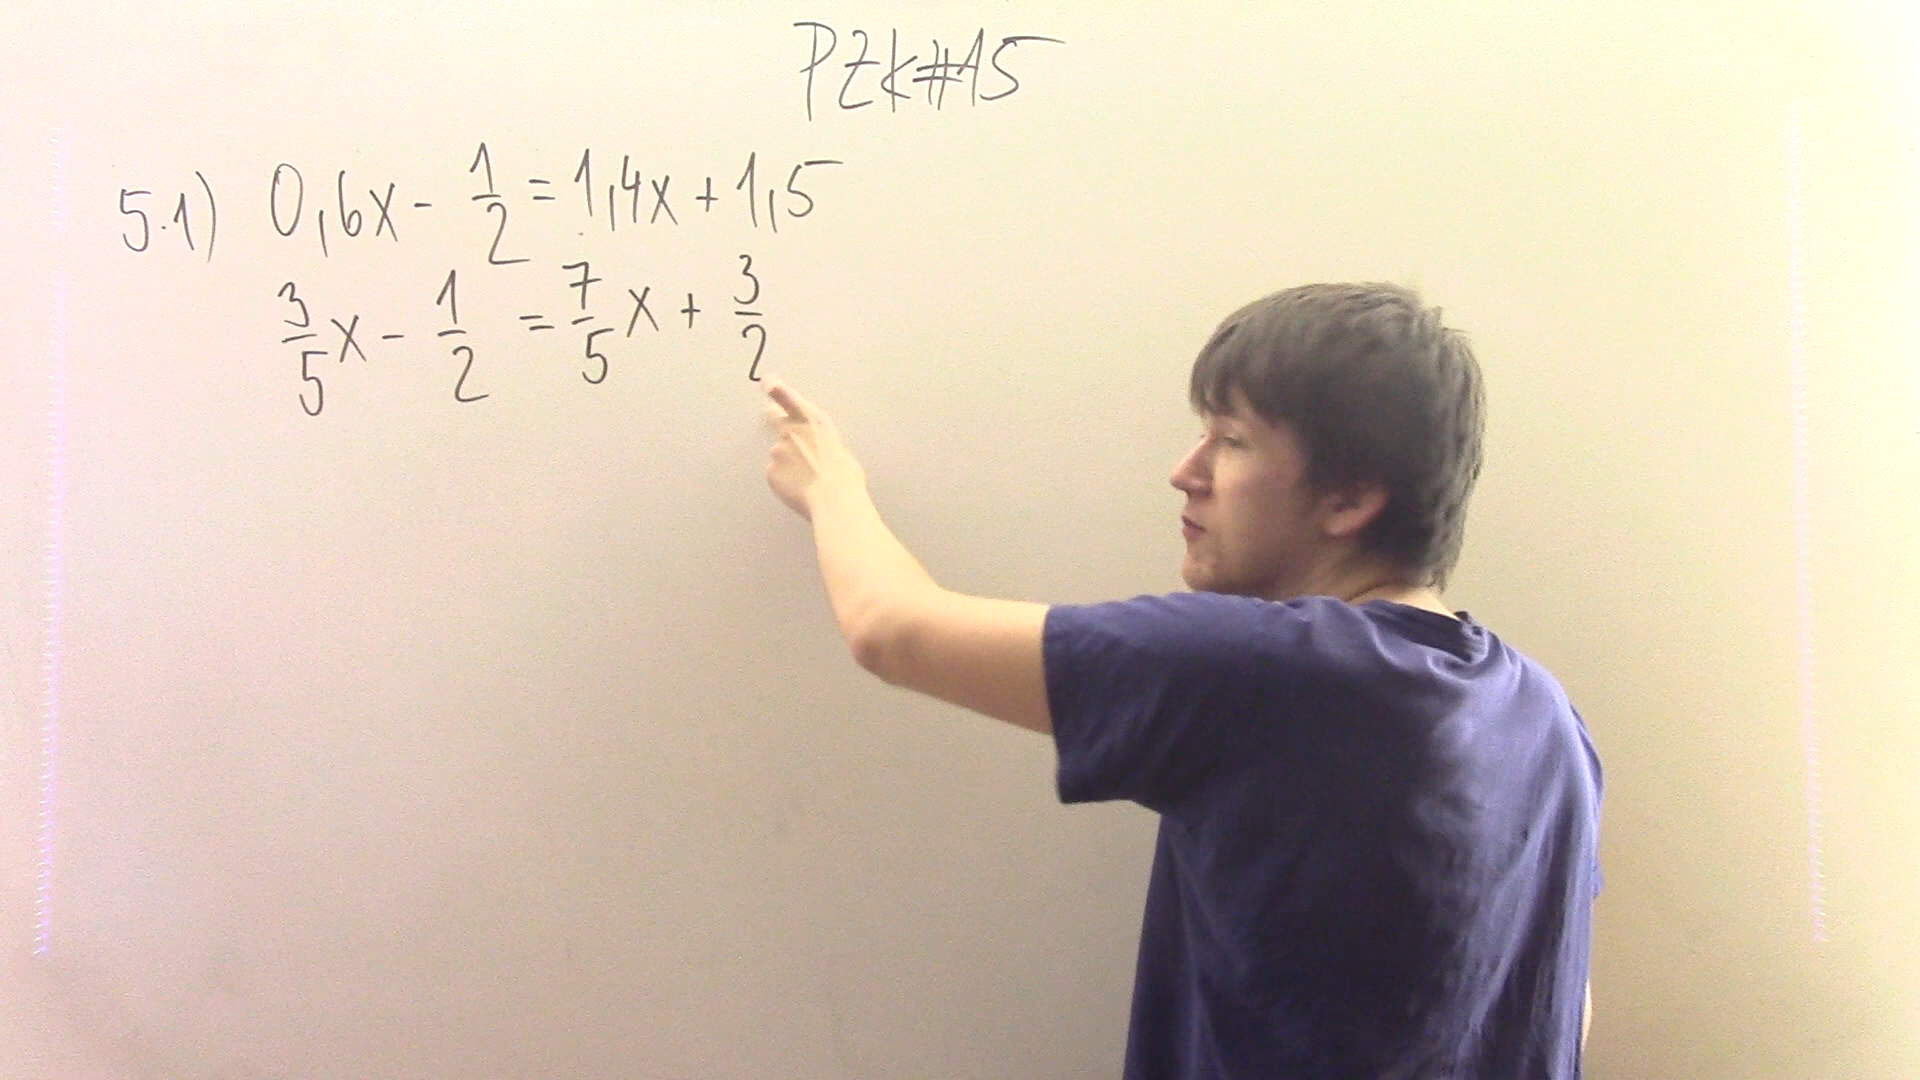 PZK#15
5.1) 0,6x - 1/2 = 1,4x + 1,5
3/5 x - 1/2 = 7/5 x + 3/2